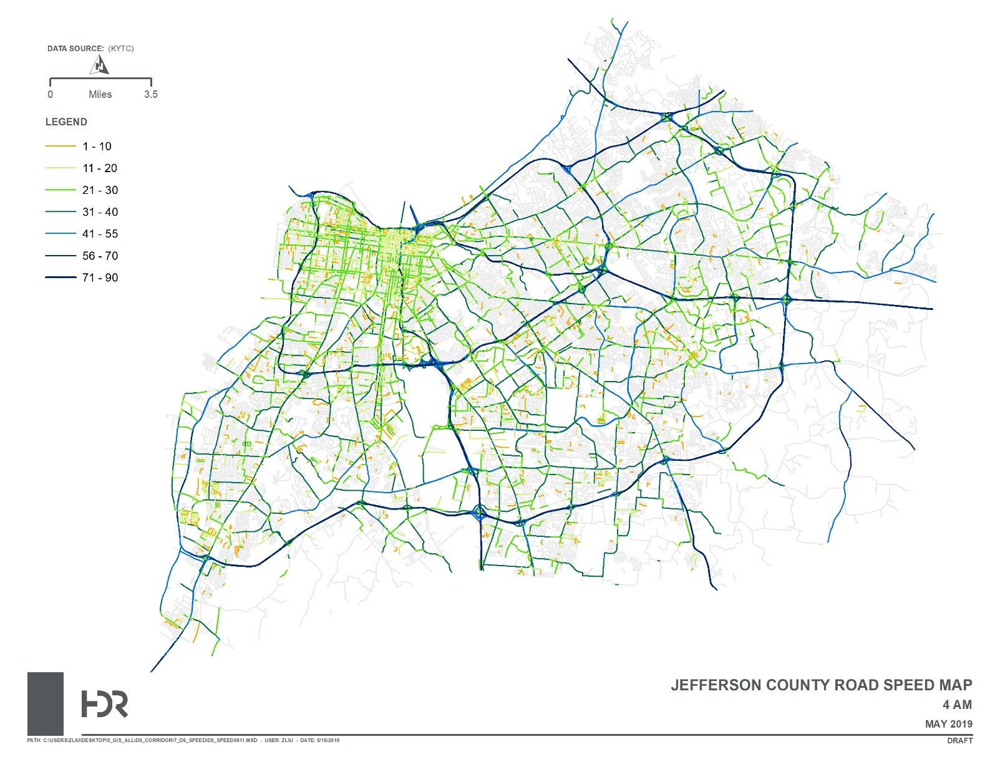 DATA SOURCE: (KYTC)
N
0 Miles 3.5
LEGEND
1 - 10
11 - 20
21 - 30
31 - 40
41 - 55
56 - 70
71 - 90
JEFFERSON COUNTY ROAD SPEED MAP
4 AM
MAY 2019
HDR
PATH: C:\USERS\ZLIU\DESKTOP\0_GIS_ALL\D5_CORRIDOR\7_D5_SPEED\D5_SPEED0511.MXD - USER: ZLIU - DATE: 5/15/2019
DRAFT